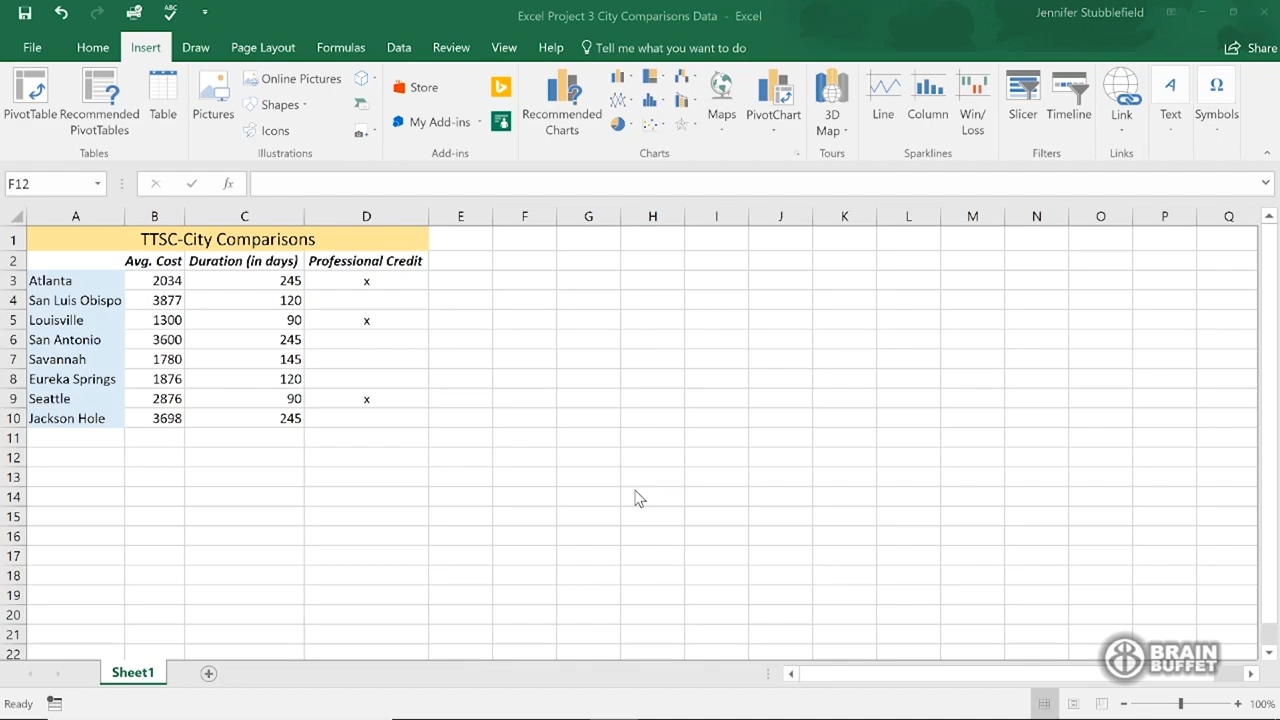 Excel Project 3 City Comparisons Data - Excel
Jennifer Stubblefield
File Home Insert Draw Page Layout Formulas Data Review View Help Tell me what you want to do Share
PivotTable
Recommended PivotTables
Table
Tables
Pictures
Online Pictures
Shapes
Icons
Illustrations
Store
My Add-ins
Add-ins
Recommended Charts
Maps
PivotChart
Charts
3D Map
Tours
Line
Column
Win/Loss
Sparklines
Slicer
Timeline
Filters
Link
Links
A
Text
Ω
Symbols
F12 fx
A B C D E F G H I J K L M N O P Q
1 TTSC-City Comparisons
2 Avg. Cost Duration (in days) Professional Credit
3 Atlanta 2034 245 x
4 San Luis Obispo 3877 120
5 Louisville 1300 90 x
6 San Antonio 3600 245
7 Savannah 1780 145
8 Eureka Springs 1876 120
9 Seattle 2876 90 x
10 Jackson Hole 3698 245
11
12
13
14
15
16
17
18
19
20
21
22
BRAIN
BUFFET
Sheet1
Ready 100%